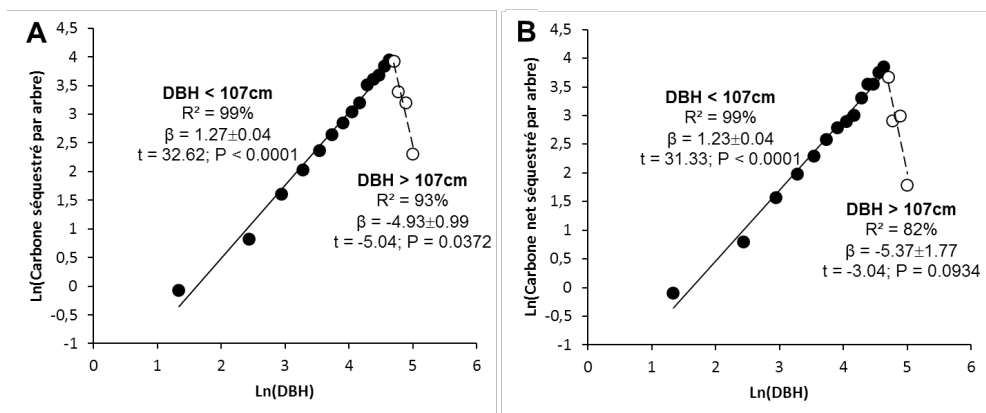 A
Ln(Carbone séquestré par arbre)
4,5
4
3,5
3
2,5
2
1,5
1
0,5
0
-0,5
-1
DBH < 107cm
R² = 99%
β = 1.27±0.04
t = 32.62; P < 0.0001
DBH > 107cm
R² = 93%
β = -4.93±0.99
t = -5.04; P = 0.0372
0 1 2 3 4 5 6
Ln(DBH)
B
Ln(Carbone net séquestré par arbre)
4,5
4
3,5
3
2,5
2
1,5
1
0,5
0
-0,5
-1
DBH < 107cm
R² = 99%
β = 1.23±0.04
t = 31.33; P < 0.0001
DBH > 107cm
R² = 82%
β = -5.37±1.77
t = -3.04; P = 0.0934
0 1 2 3 4 5 6
Ln(DBH)